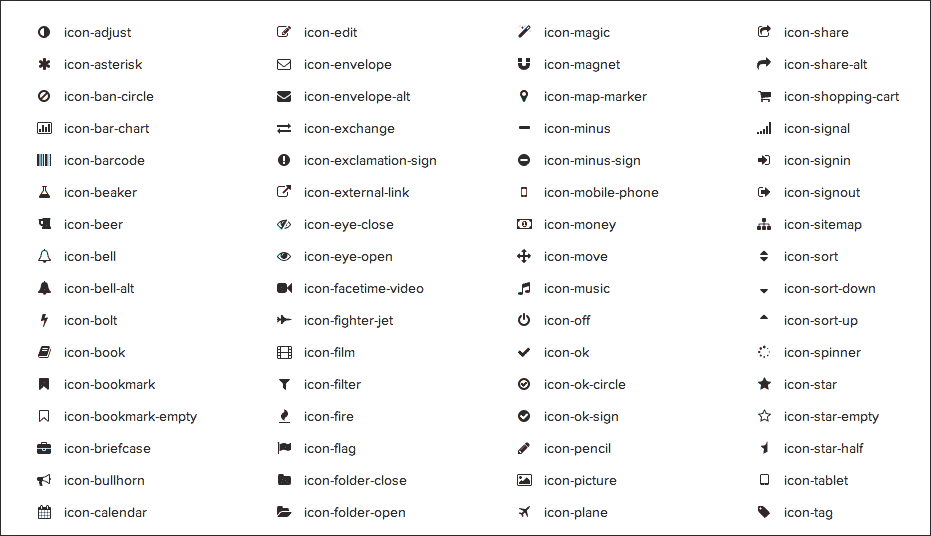 icon-adjust
icon-asterisk
icon-ban-circle
icon-bar-chart
icon-barcode
icon-beaker
icon-beer
icon-bell
icon-bell-alt
icon-bolt
icon-book
icon-bookmark
icon-bookmark-empty
icon-briefcase
icon-bullhorn
icon-calendar
icon-edit
icon-envelope
icon-envelope-alt
icon-exchange
icon-exclamation-sign
icon-external-link
icon-eye-close
icon-eye-open
icon-facetime-video
icon-fighter-jet
icon-film
icon-filter
icon-fire
icon-flag
icon-folder-close
icon-folder-open
icon-magic
icon-magnet
icon-map-marker
icon-minus
icon-minus-sign
icon-mobile-phone
icon-money
icon-move
icon-music
icon-off
icon-ok
icon-ok-circle
icon-ok-sign
icon-pencil
icon-picture
icon-plane
icon-share
icon-share-alt
icon-shopping-cart
icon-signal
icon-signin
icon-signout
icon-sitemap
icon-sort
icon-sort-down
icon-sort-up
icon-spinner
icon-star
icon-star-empty
icon-star-half
icon-tablet
icon-tag